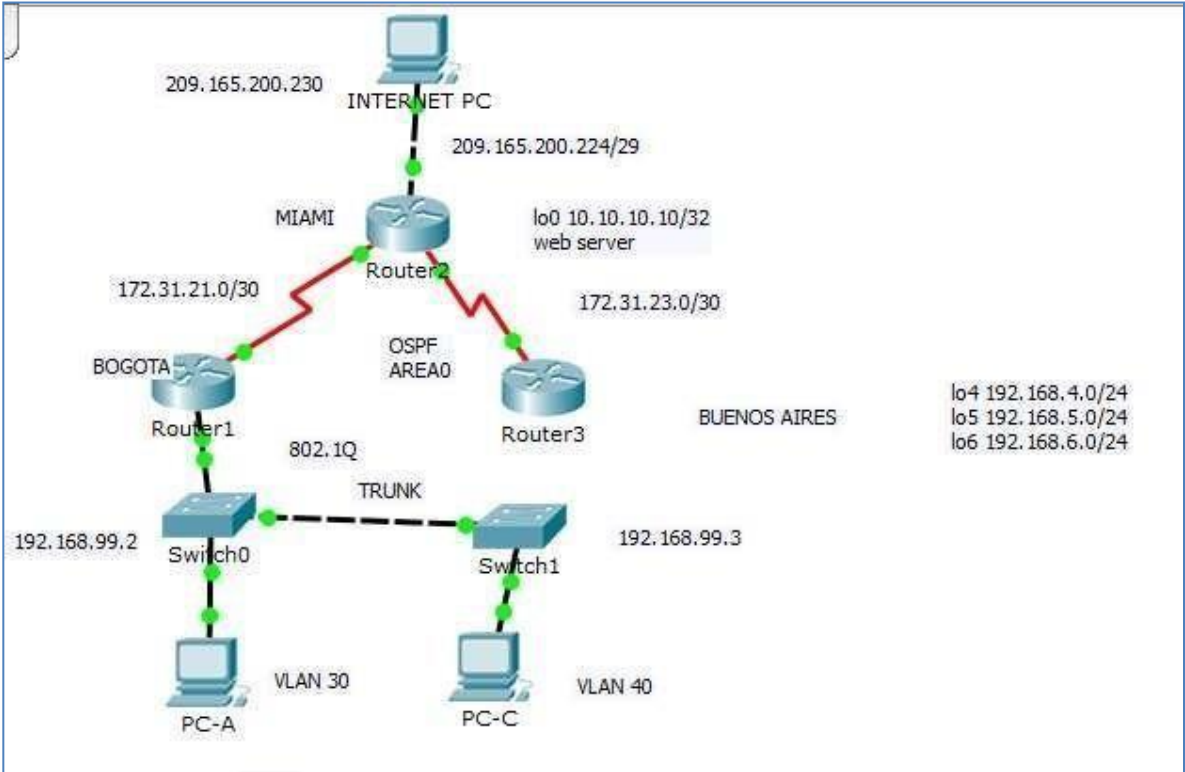 209.165.200.230
INTERNET PC
209.165.200.224/29
MIAMI
lo0 10.10.10.10/32
web server
Router2
172.31.21.0/30
172.31.23.0/30
OSPF
AREA0
BOGOTA
Router1
Router3
BUENOS AIRES
lo4 192.168.4.0/24
lo5 192.168.5.0/24
lo6 192.168.6.0/24
802.1Q
TRUNK
192.168.99.2
Switch0
Switch1
192.168.99.3
VLAN 30
PC-A
VLAN 40
PC-C